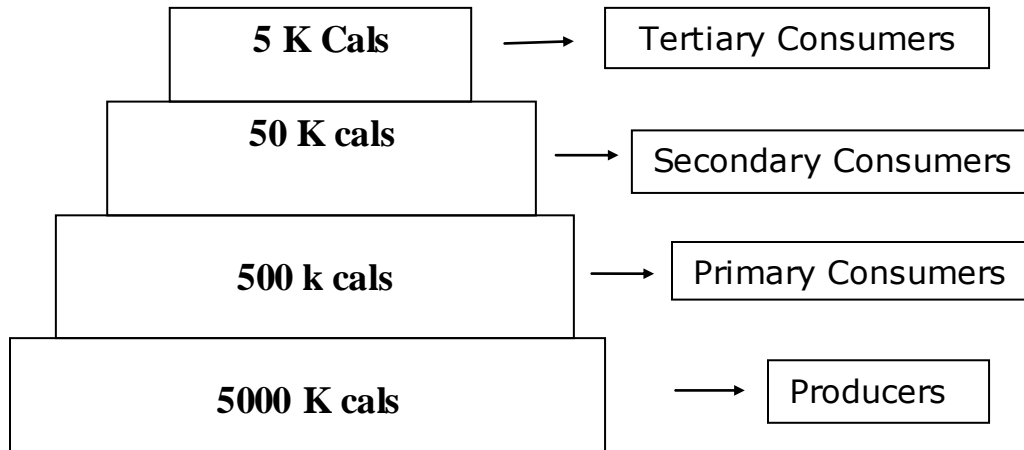 5 K Cals
Tertiary Consumers
50 K cals
Secondary Consumers
500 k cals
Primary Consumers
5000 K cals
Producers